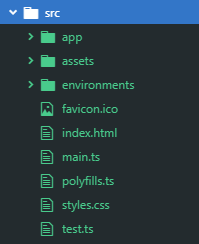 src
app
assets
environments
favicon.ico
index.html
main.ts
polyfills.ts
styles.css
test.ts